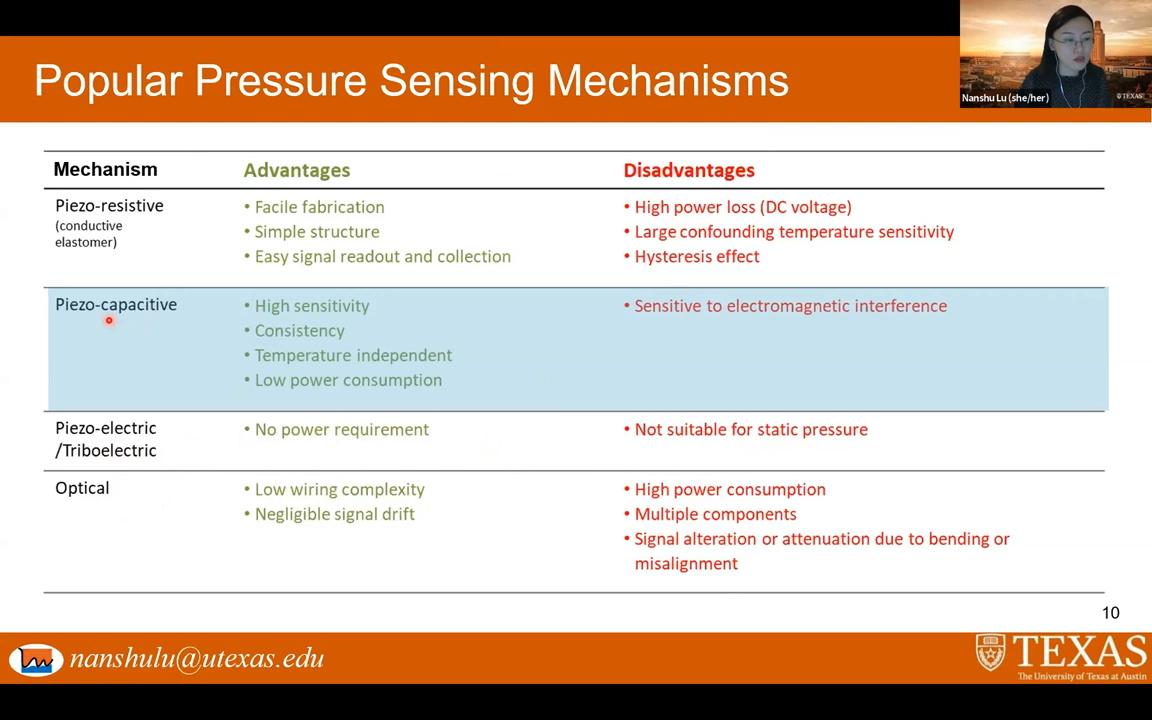 Popular Pressure Sensing Mechanisms
Nanshu Lu (she/her)
TEXAS
Mechanism Advantages Disadvantages
Piezo-resistive
(conductive
elastomer)
• Facile fabrication
• Simple structure
• Easy signal readout and collection
• High power loss (DC voltage)
• Large confounding temperature sensitivity
• Hysteresis effect
Piezo-capacitive
• High sensitivity
• Consistency
• Temperature independent
• Low power consumption
• Sensitive to electromagnetic interference
Piezo-electric
/Triboelectric
• No power requirement
• Not suitable for static pressure
Optical
• Low wiring complexity
• Negligible signal drift
• High power consumption
• Multiple components
• Signal alteration or attenuation due to bending or
misalignment
10
nanshulu@utexas.edu
TEXAS
The University of Texas at Austin